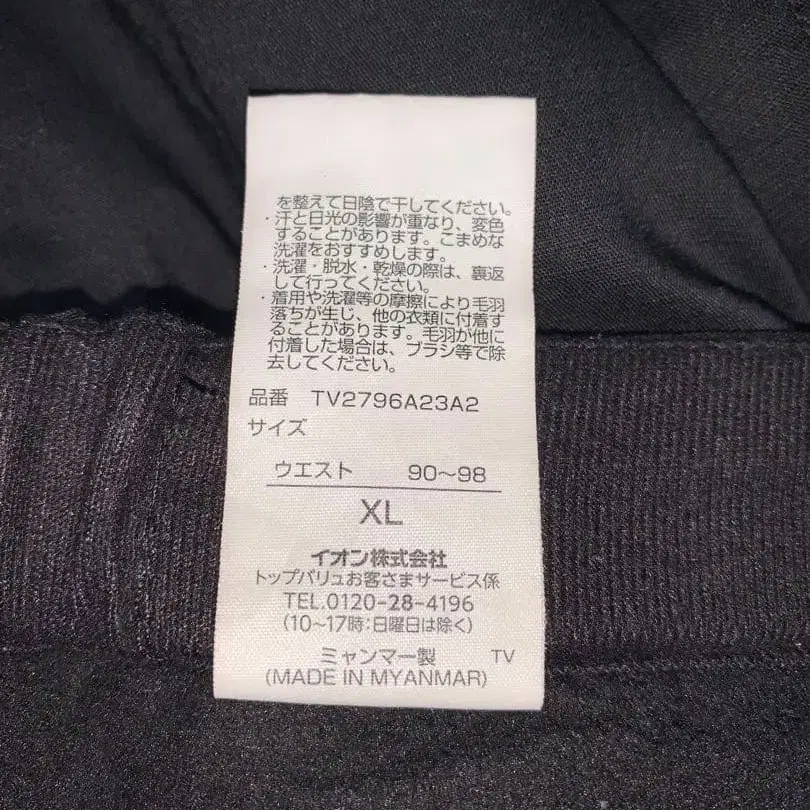 を整えて日陰で干してください。
・汗と日光の影響が重なり、変色
することがあります。こまめな
洗濯をおすすめします。
・洗濯・脱水・乾燥の際は、裏返
して行ってください。
・着用や洗濯等の摩擦により毛羽
落ちが生じ、他の衣類に付着す
ることがあります。毛羽が他に
付着した場合は、ブラシ等で除
去してください。
品番 TV2796A23A2
サイズ
ウエスト 90〜98
XL
イオン株式会社
トップバリュお客さまサービス係
TEL.0120-28-4196
(10〜17時:日曜日は除く)
ミャンマー製 TV
(MADE IN MYANMAR)